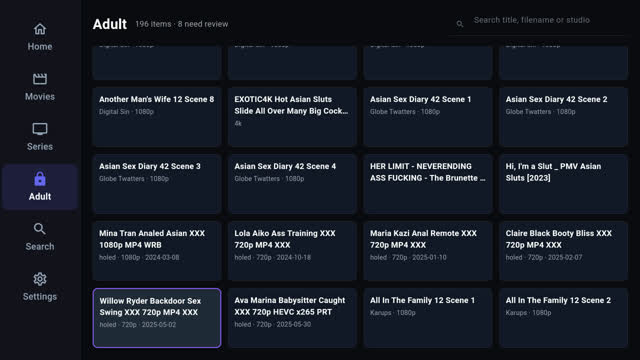 Adult
196 items · 8 need review
Search title, filename or studio
Home
Movies
Series
Adult
Search
Settings
Another Man's Wife 12 Scene 8
Digital Sin · 1080p
EXOTIC4K Hot Asian Sluts
Slide All Over Many Big Cock...
4k
Asian Sex Diary 42 Scene 1
Globe Twatters · 1080p
Asian Sex Diary 42 Scene 2
Globe Twatters · 1080p
Asian Sex Diary 42 Scene 3
Globe Twatters · 1080p
Asian Sex Diary 42 Scene 4
Globe Twatters · 1080p
HER LIMIT - NEVERENDING
ASS FUCKING - The Brunette ...
Hi, I'm a Slut _ PMV Asian
Sluts [2023]
Mina Tran Analed Asian XXX
1080p MP4 WRB
holed · 1080p · 2024-03-08
Lola Aiko Ass Training XXX
720p MP4 XXX
holed · 720p · 2024-10-18
Maria Kazi Anal Remote XXX
720p MP4 XXX
holed · 720p · 2025-01-10
Claire Black Booty Bliss XXX
720p MP4 XXX
holed · 720p · 2025-02-07
Willow Ryder Backdoor Sex
Swing XXX 720p MP4 XXX
holed · 720p · 2025-05-02
Ava Marina Babysitter Caught
XXX 720p HEVC x265 PRT
holed · 720p · 2025-05-30
All In The Family 12 Scene 1
Karups · 1080p
All In The Family 12 Scene 2
Karups · 1080p